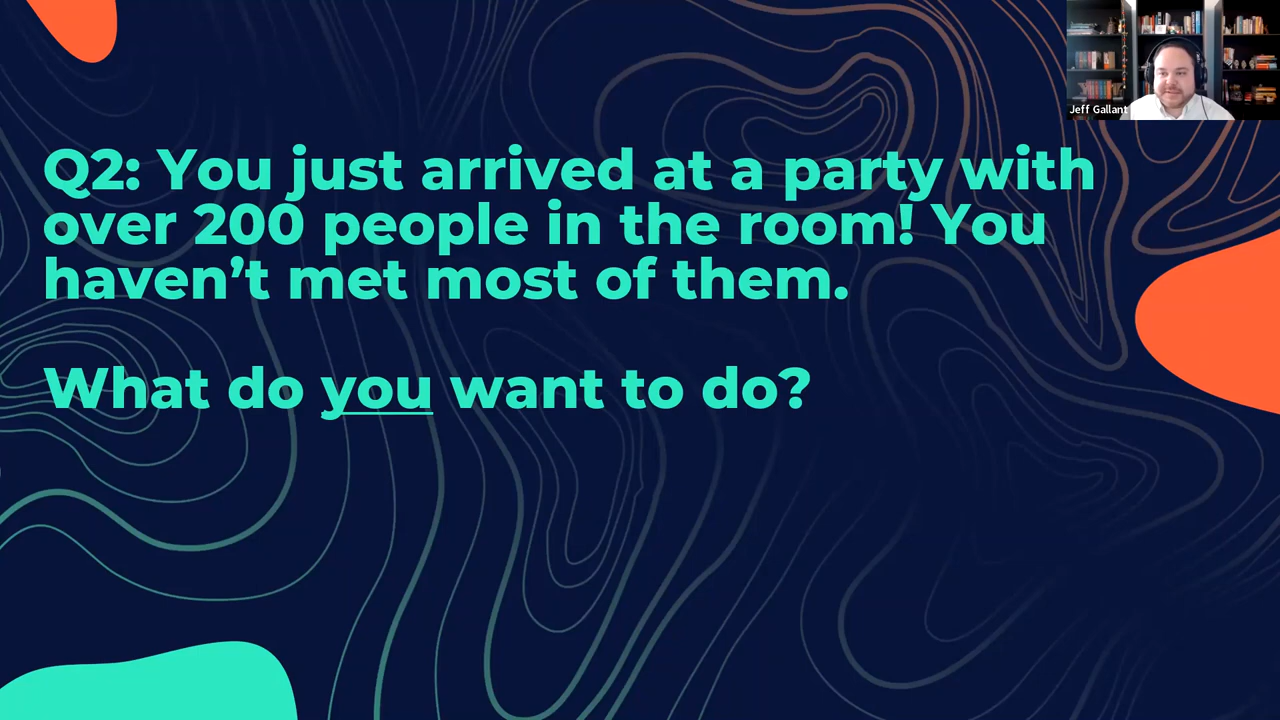 Jeff Gallant
Q2: You just arrived at a party with
over 200 people in the room! You
haven’t met most of them.
What do you want to do?